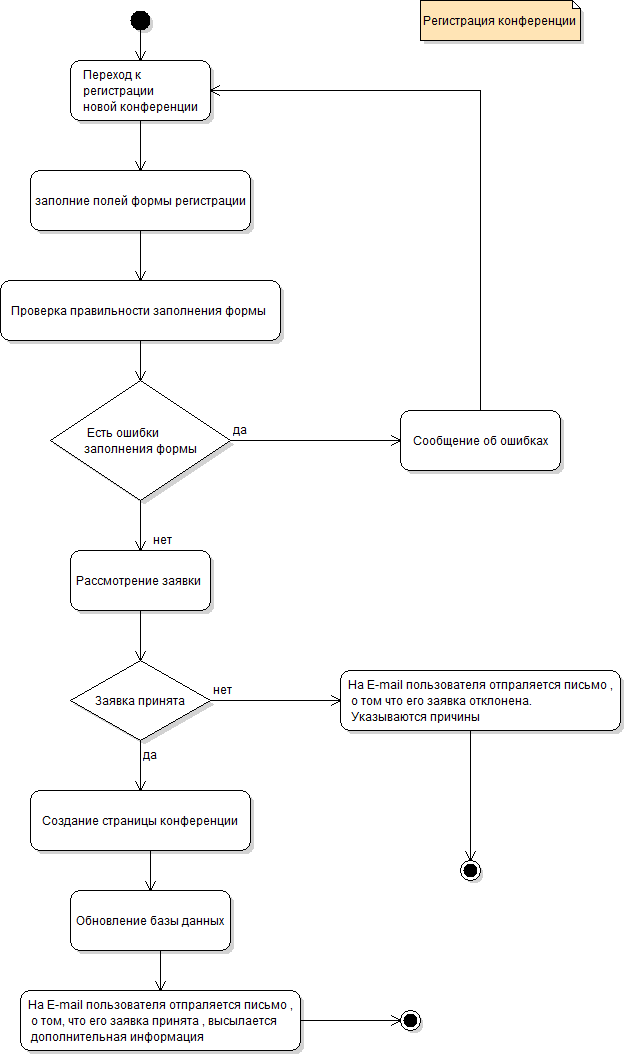 Регистрация конференции
Переход к
регистрации
новой конференции
заполние полей формы регистрации
Проверка правильности заполнения формы
Есть ошибки
заполнения формы
да
Сообщение об ошибках
нет
Рассмотрение заявки
Заявка принята
нет
На E-mail пользователя отпраляется письмо ,
о том что его заявка отклонена.
Указываются причины
да
Создание страницы конференции
Обновление базы данных
На E-mail пользователя отпраляется письмо ,
о том, что его заявка принята , высылается
дополнительная информация